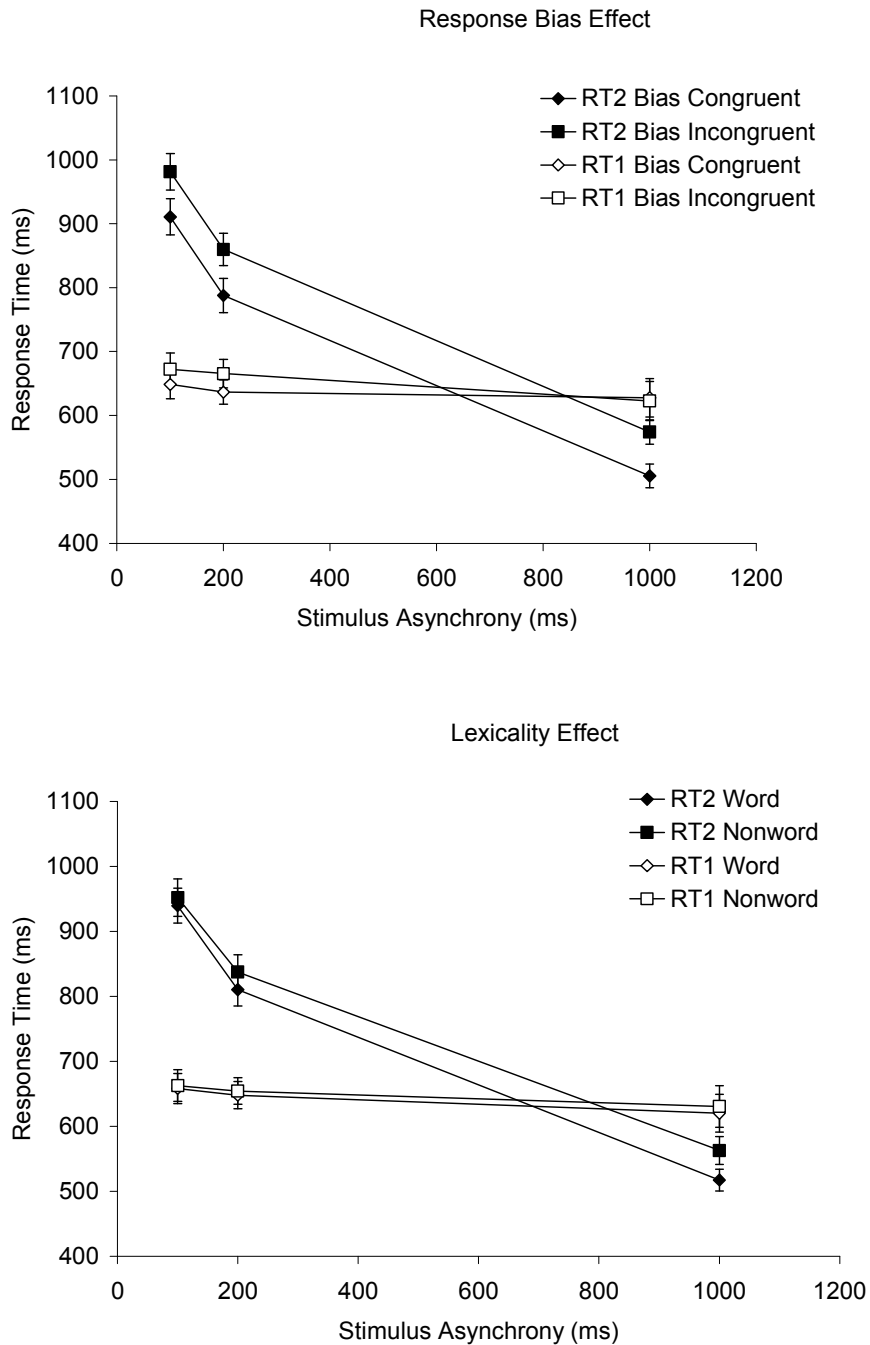 Response Bias Effect
RT2 Bias Congruent
RT2 Bias Incongruent
RT1 Bias Congruent
RT1 Bias Incongruent
1100
1000
900
800
700
600
500
400
Response Time (ms)
0 200 400 600 800 1000 1200
Stimulus Asynchrony (ms)
Lexicality Effect
RT2 Word
RT2 Nonword
RT1 Word
RT1 Nonword
1100
1000
900
800
700
600
500
400
Response Time (ms)
0 200 400 600 800 1000 1200
Stimulus Asynchrony (ms)